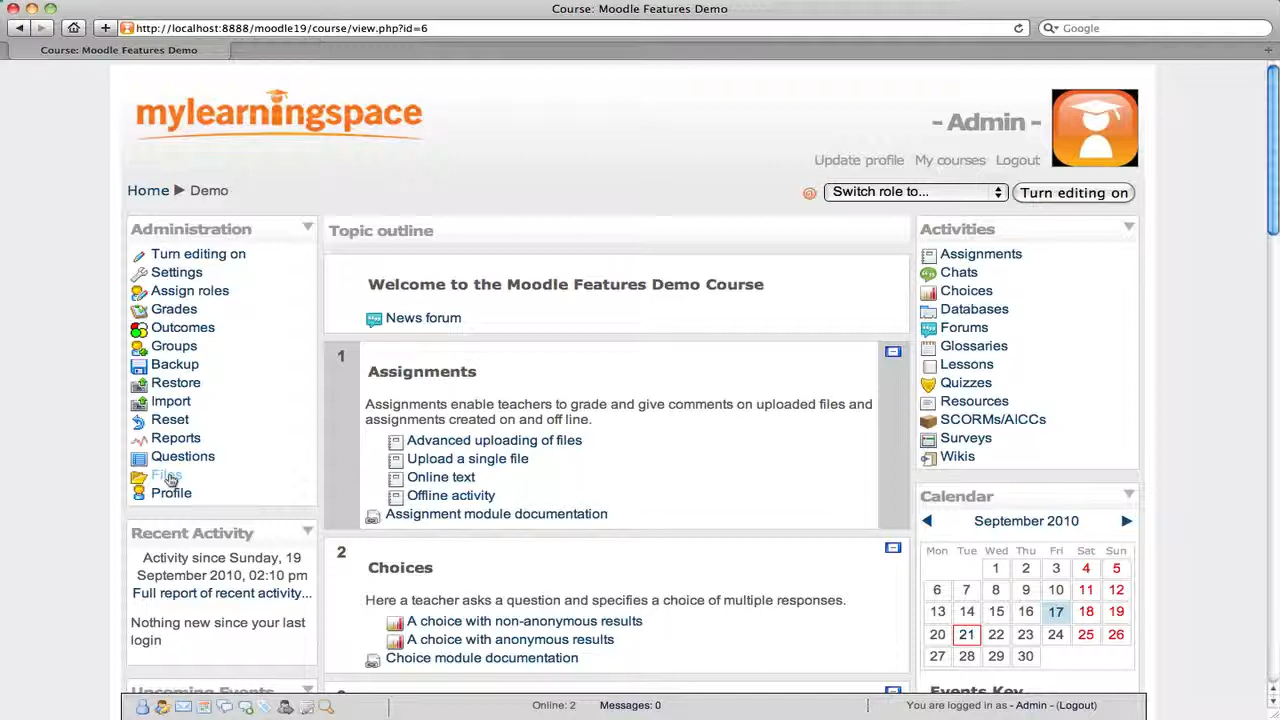 Course: Moodle Features Demo
http://localhost:8888/moodle19/course/view.php?id=6
Google
Course: Moodle Features Demo
mylearningspace
- Admin -
Update profile My courses Logout
Home ▶ Demo
Switch role to...
Turn editing on
Administration
Turn editing on
Settings
Assign roles
Grades
Outcomes
Groups
Backup
Restore
Import
Reset
Reports
Questions
Files
Profile
Recent Activity
Activity since Sunday, 19
September 2010, 02:10 pm
Full report of recent activity...
Nothing new since your last
login
Upcoming Events
Topic outline
Welcome to the Moodle Features Demo Course
News forum
1
Assignments
Assignments enable teachers to grade and give comments on uploaded files and
assignments created on and off line.
Advanced uploading of files
Upload a single file
Online text
Offline activity
Assignment module documentation
2
Choices
Here a teacher asks a question and specifies a choice of multiple responses.
A choice with non-anonymous results
A choice with anonymous results
Choice module documentation
Activities
Assignments
Chats
Choices
Databases
Forums
Glossaries
Lessons
Quizzes
Resources
SCORMs/AICCs
Surveys
Wikis
Calendar
◀ September 2010 ▶
Mon Tue Wed Thu Fri Sat Sun
1 2 3 4 5
6 7 8 9 10 11 12
13 14 15 16 17 18 19
20 21 22 23 24 25 26
27 28 29 30
Events Key
Online: 2
Messages: 0
You are logged in as - Admin - (Logout)